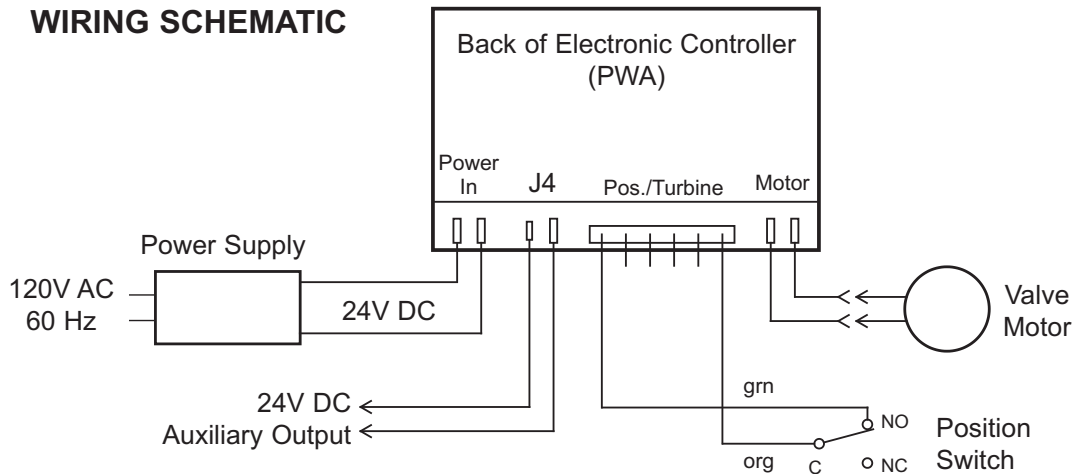 WIRING SCHEMATIC
Back of Electronic Controller
(PWA)
Power
In
J4
Pos./Turbine
Motor
Power Supply
120V AC
60 Hz
24V DC
Valve
Motor
24V DC
Auxiliary Output
grn
org
NO
C
NC
Position
Switch